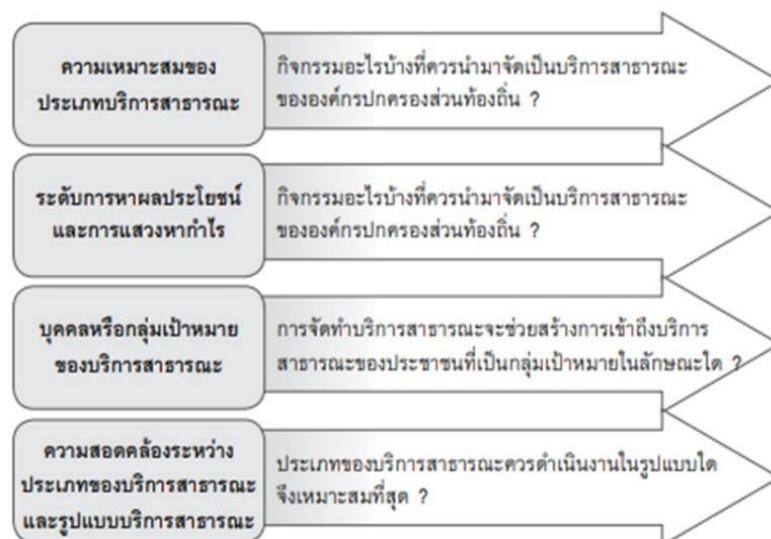 ความเหมาะสมของ
ประเภทบริการสาธารณะ
กิจกรรมอะไรบ้างที่ควรนำมาจัดเป็นบริการสาธารณะ
ขององค์กรปกครองส่วนท้องถิ่น ?
ระดับการหาผลประโยชน์
และการแสวงหากำไร
กิจกรรมอะไรบ้างที่ควรนำมาจัดเป็นบริการสาธารณะ
ขององค์กรปกครองส่วนท้องถิ่น ?
บุคคลหรือกลุ่มเป้าหมาย
ของบริการสาธารณะ
การจัดทำบริการสาธารณะจะช่วยสร้างการเข้าถึงบริการ
สาธารณะของประชาชนที่เป็นกลุ่มเป้าหมายในลักษณะใด ?
ความสอดคล้องระหว่าง
ประเภทของบริการสาธารณะ
และรูปแบบบริการสาธารณะ
ประเภทของบริการสาธารณะควรดำเนินงานในรูปแบบใด
จึงเหมาะสมที่สุด ?